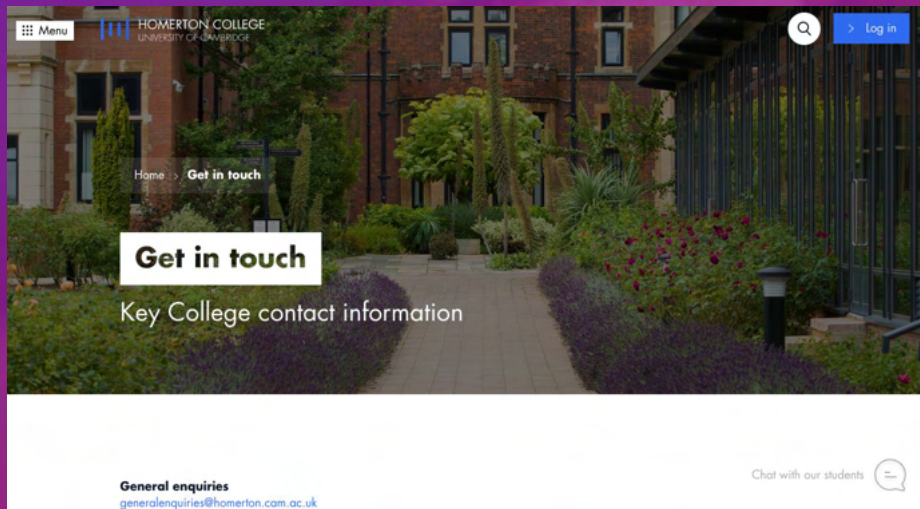 Menu
HOMERTON COLLEGE
UNIVERSITY OF CAMBRIDGE
> Log in
Home > Get in touch
Get in touch
Key College contact information
General enquiries
generalenquiries@homerton.cam.ac.uk
Chat with our students